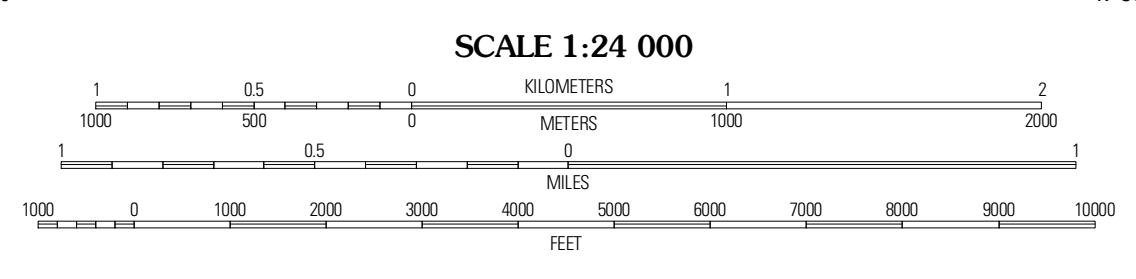 SCALE 1:24 000
1 0.5 0 KILOMETERS 1 2
1000 500 0 METERS 1000 2000
1 0.5 0 1
MILES
1000 0 1000 2000 3000 4000 5000 6000 7000 8000 9000 10000
FEET